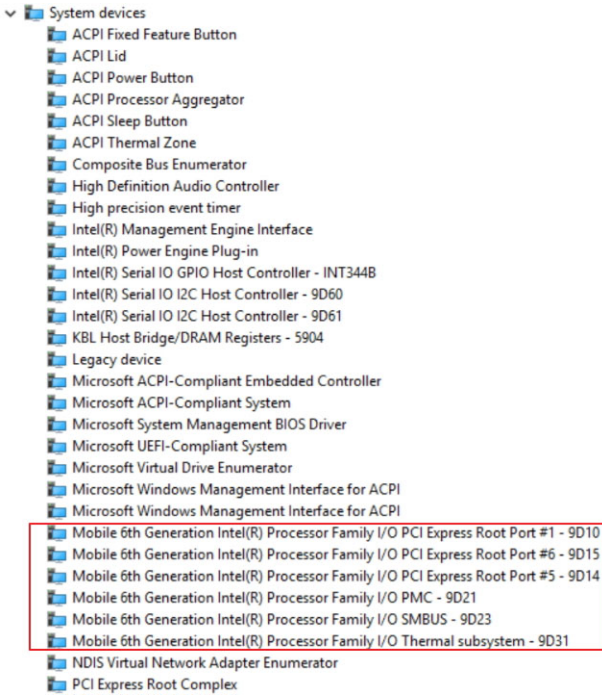 System devices
ACPI Fixed Feature Button
ACPI Lid
ACPI Power Button
ACPI Processor Aggregator
ACPI Sleep Button
ACPI Thermal Zone
Composite Bus Enumerator
High Definition Audio Controller
High precision event timer
Intel(R) Management Engine Interface
Intel(R) Power Engine Plug-in
Intel(R) Serial IO GPIO Host Controller - INT344B
Intel(R) Serial IO I2C Host Controller - 9D60
Intel(R) Serial IO I2C Host Controller - 9D61
KBL Host Bridge/DRAM Registers - 5904
Legacy device
Microsoft ACPI-Compliant Embedded Controller
Microsoft ACPI-Compliant System
Microsoft System Management BIOS Driver
Microsoft UEFI-Compliant System
Microsoft Virtual Drive Enumerator
Microsoft Windows Management Interface for ACPI
Microsoft Windows Management Interface for ACPI
Mobile 6th Generation Intel(R) Processor Family I/O PCI Express Root Port #1 - 9D10
Mobile 6th Generation Intel(R) Processor Family I/O PCI Express Root Port #6 - 9D15
Mobile 6th Generation Intel(R) Processor Family I/O PCI Express Root Port #5 - 9D14
Mobile 6th Generation Intel(R) Processor Family I/O PMC - 9D21
Mobile 6th Generation Intel(R) Processor Family I/O SMBUS - 9D23
Mobile 6th Generation Intel(R) Processor Family I/O Thermal subsystem - 9D31
NDIS Virtual Network Adapter Enumerator
PCI Express Root Complex